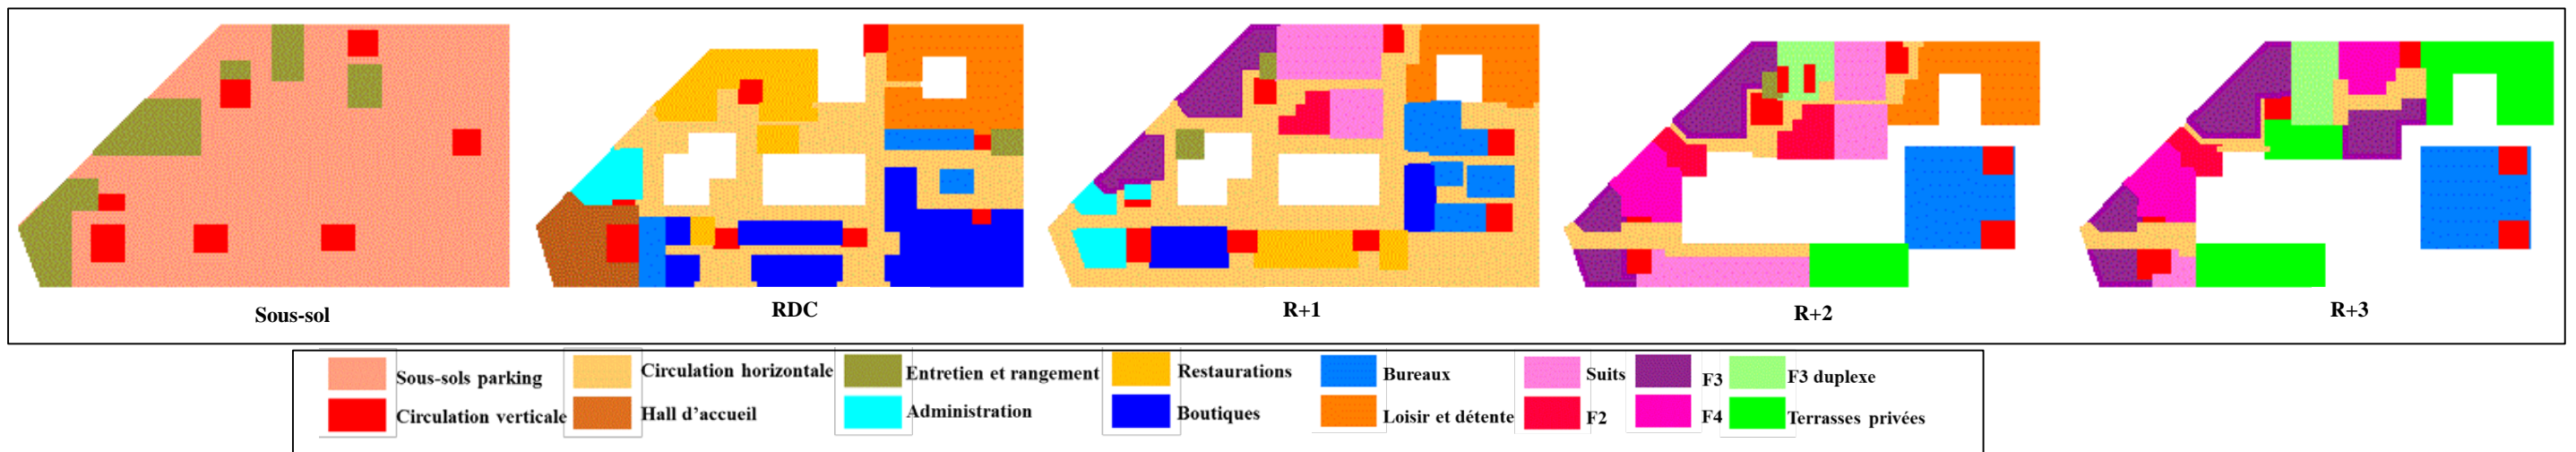 Sous-sol
RDC
R+1
R+2
R+3
Sous-sols parking
Circulation horizontale
Entretien et rangement
Restaurations
Bureaux
Suits
F3
F3 duplexe
Circulation verticale
Hall d’accueil
Administration
Boutiques
Loisir et détente
F2
F4
Terrasses privées